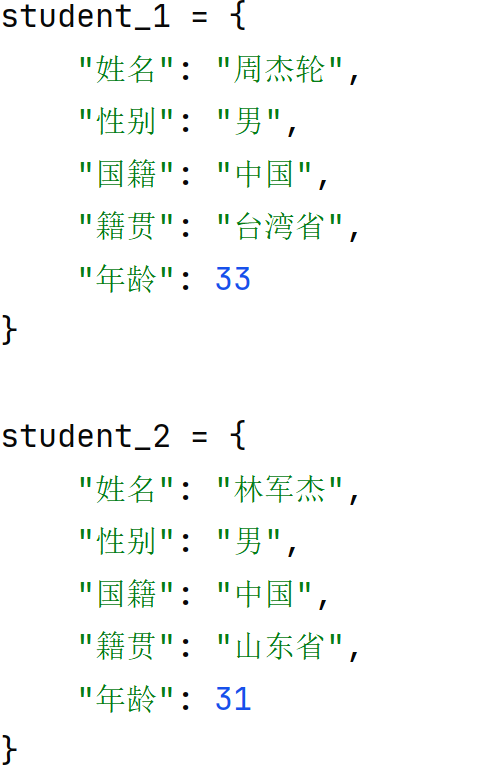 student_1 = {
    "姓名": "周杰轮",
    "性别": "男",
    "国籍": "中国",
    "籍贯": "台湾省",
    "年龄": 33
}

student_2 = {
    "姓名": "林军杰",
    "性别": "男",
    "国籍": "中国",
    "籍贯": "山东省",
    "年龄": 31
}